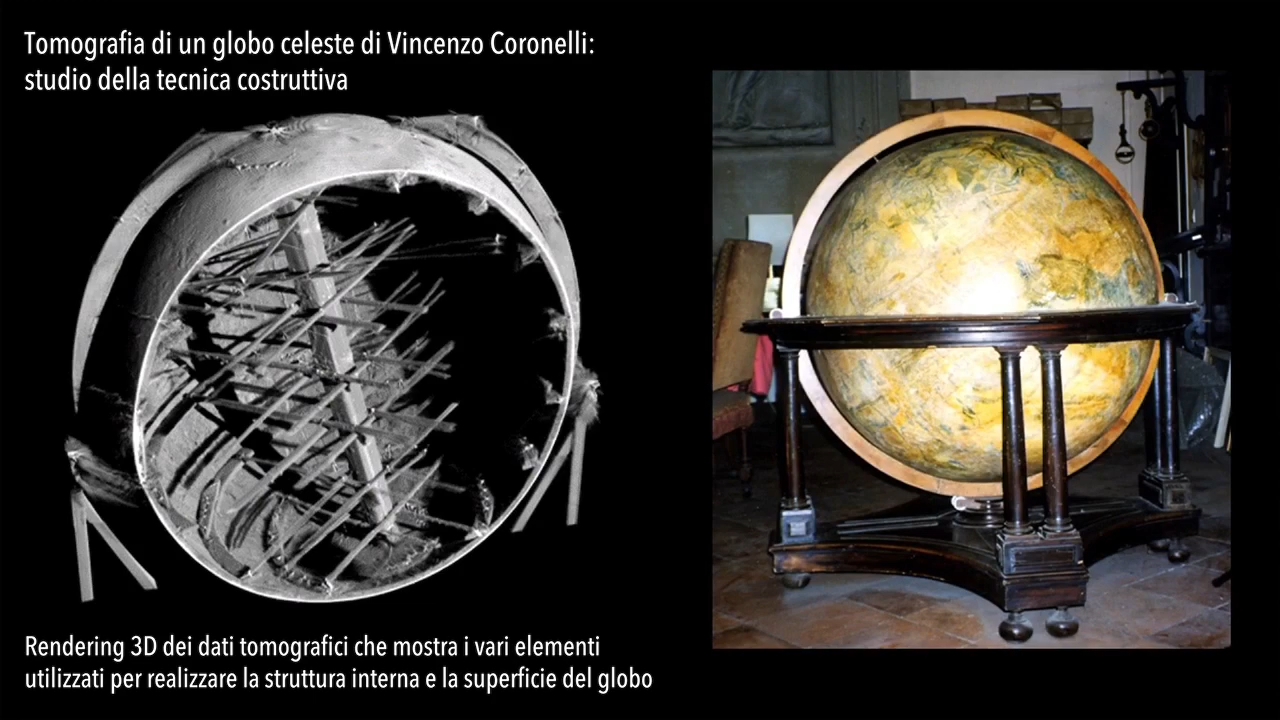 Tomografia di un globo celeste di Vincenzo Coronelli:
studio della tecnica costruttiva
Rendering 3D dei dati tomografici che mostra i vari elementi
utilizzati per realizzare la struttura interna e la superficie del globo